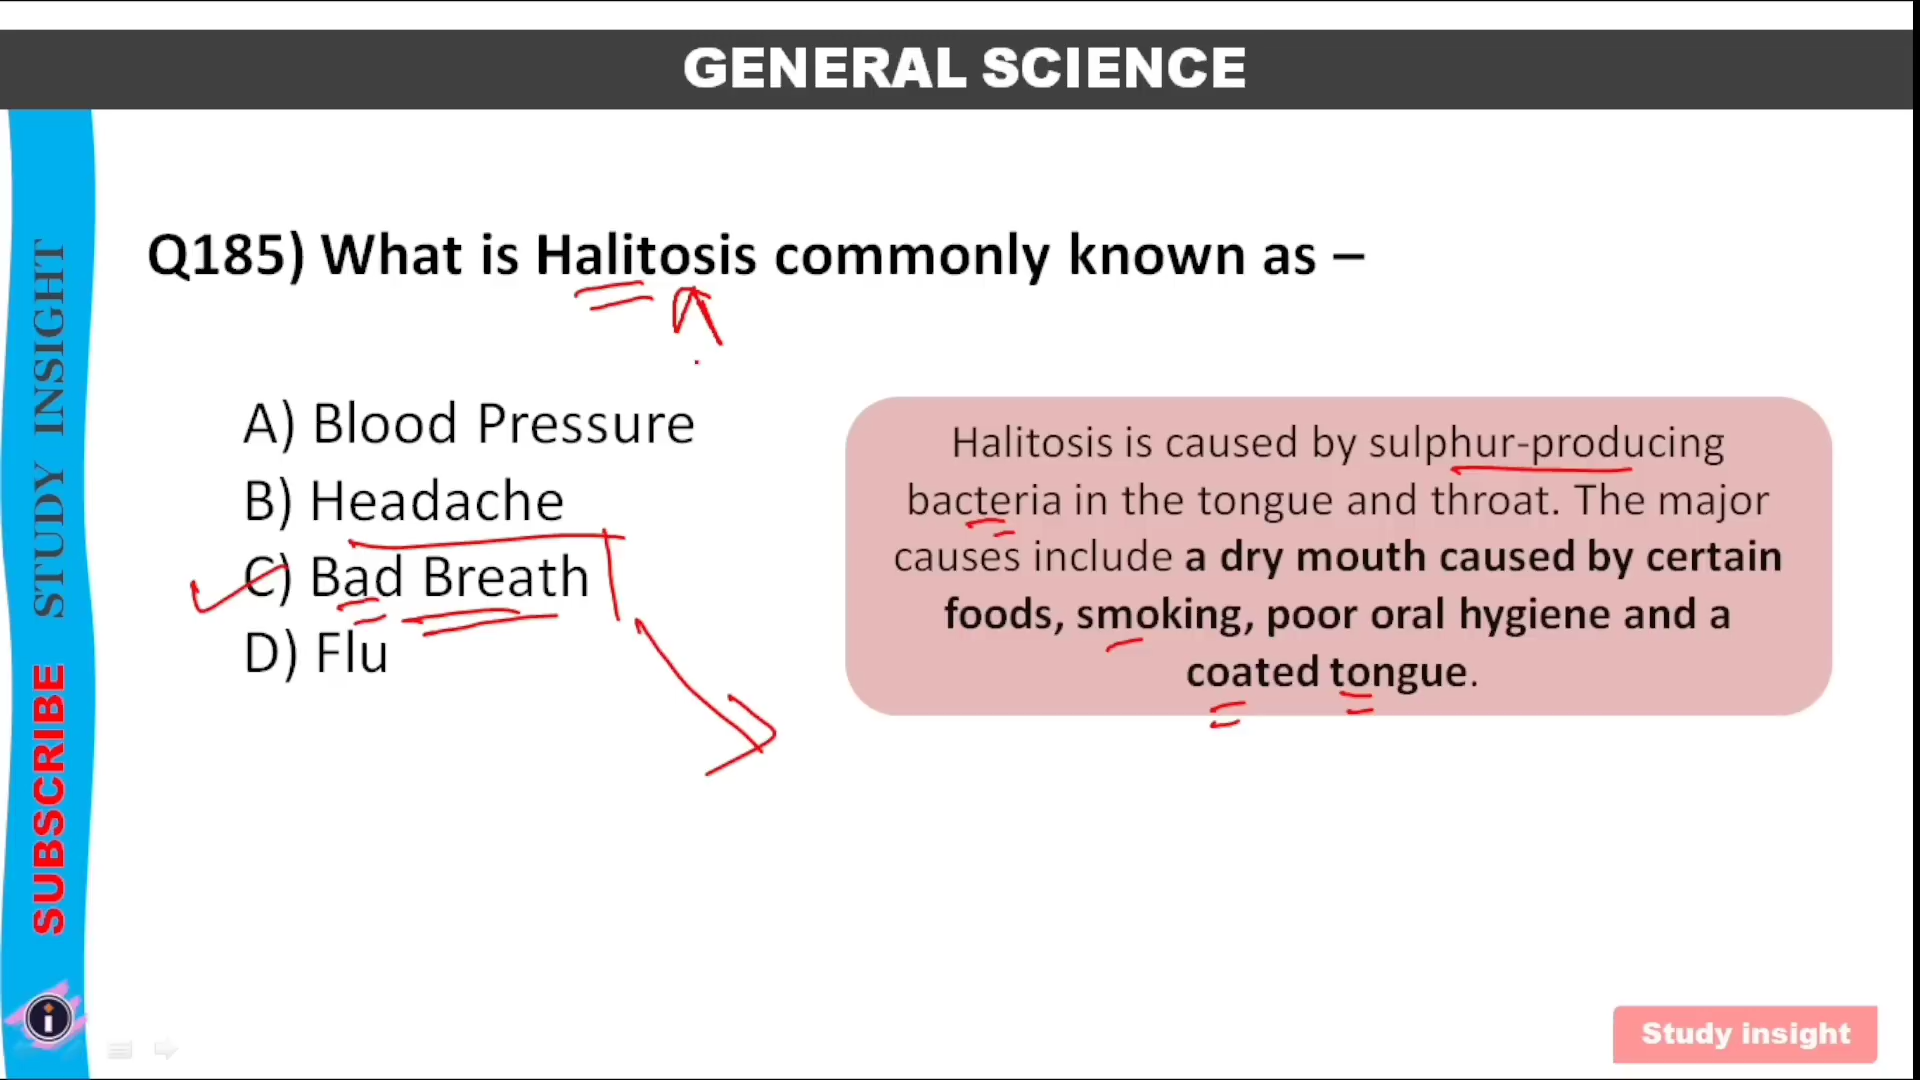 GENERAL SCIENCE
STUDY INSIGHT
SUBSCRIBE
Q185) What is Halitosis commonly known as –
A) Blood Pressure
B) Headache
C) Bad Breath
D) Flu
Halitosis is caused by sulphur-producing
bacteria in the tongue and throat. The major
causes include a dry mouth caused by certain
foods, smoking, poor oral hygiene and a
coated tongue.
i
Study insight